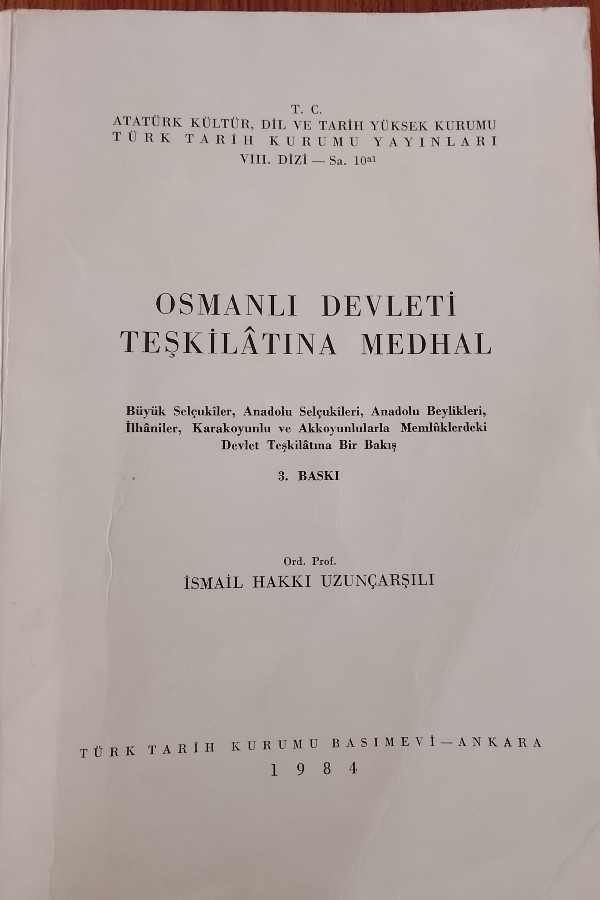 T. C.
ATATÜRK KÜLTÜR, DİL VE TARİH YÜKSEK KURUMU
TÜRK TARİH KURUMU YAYINLARI
VIII. DİZİ — Sa. 10a1
OSMANLI DEVLETİ
TEŞKİLÂTINA MEDHAL
Büyük Selçukîler, Anadolu Selçukîleri, Anadolu Beylikleri,
İlhâniler, Karakoyunlu ve Akkoyunlularla Memlûklerdeki
Devlet Teşkilâtına Bir Bakış
3. BASKI
Ord. Prof.
İSMAİL HAKKI UZUNÇARŞILI
TÜRK TARİH KURUMU BASIMEVİ — ANKARA
1984